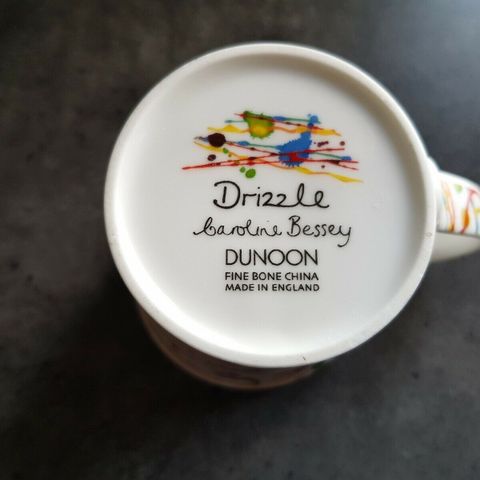 Drizzle
Caroline Bessey
DUNOON
FINE BONE CHINA
MADE IN ENGLAND